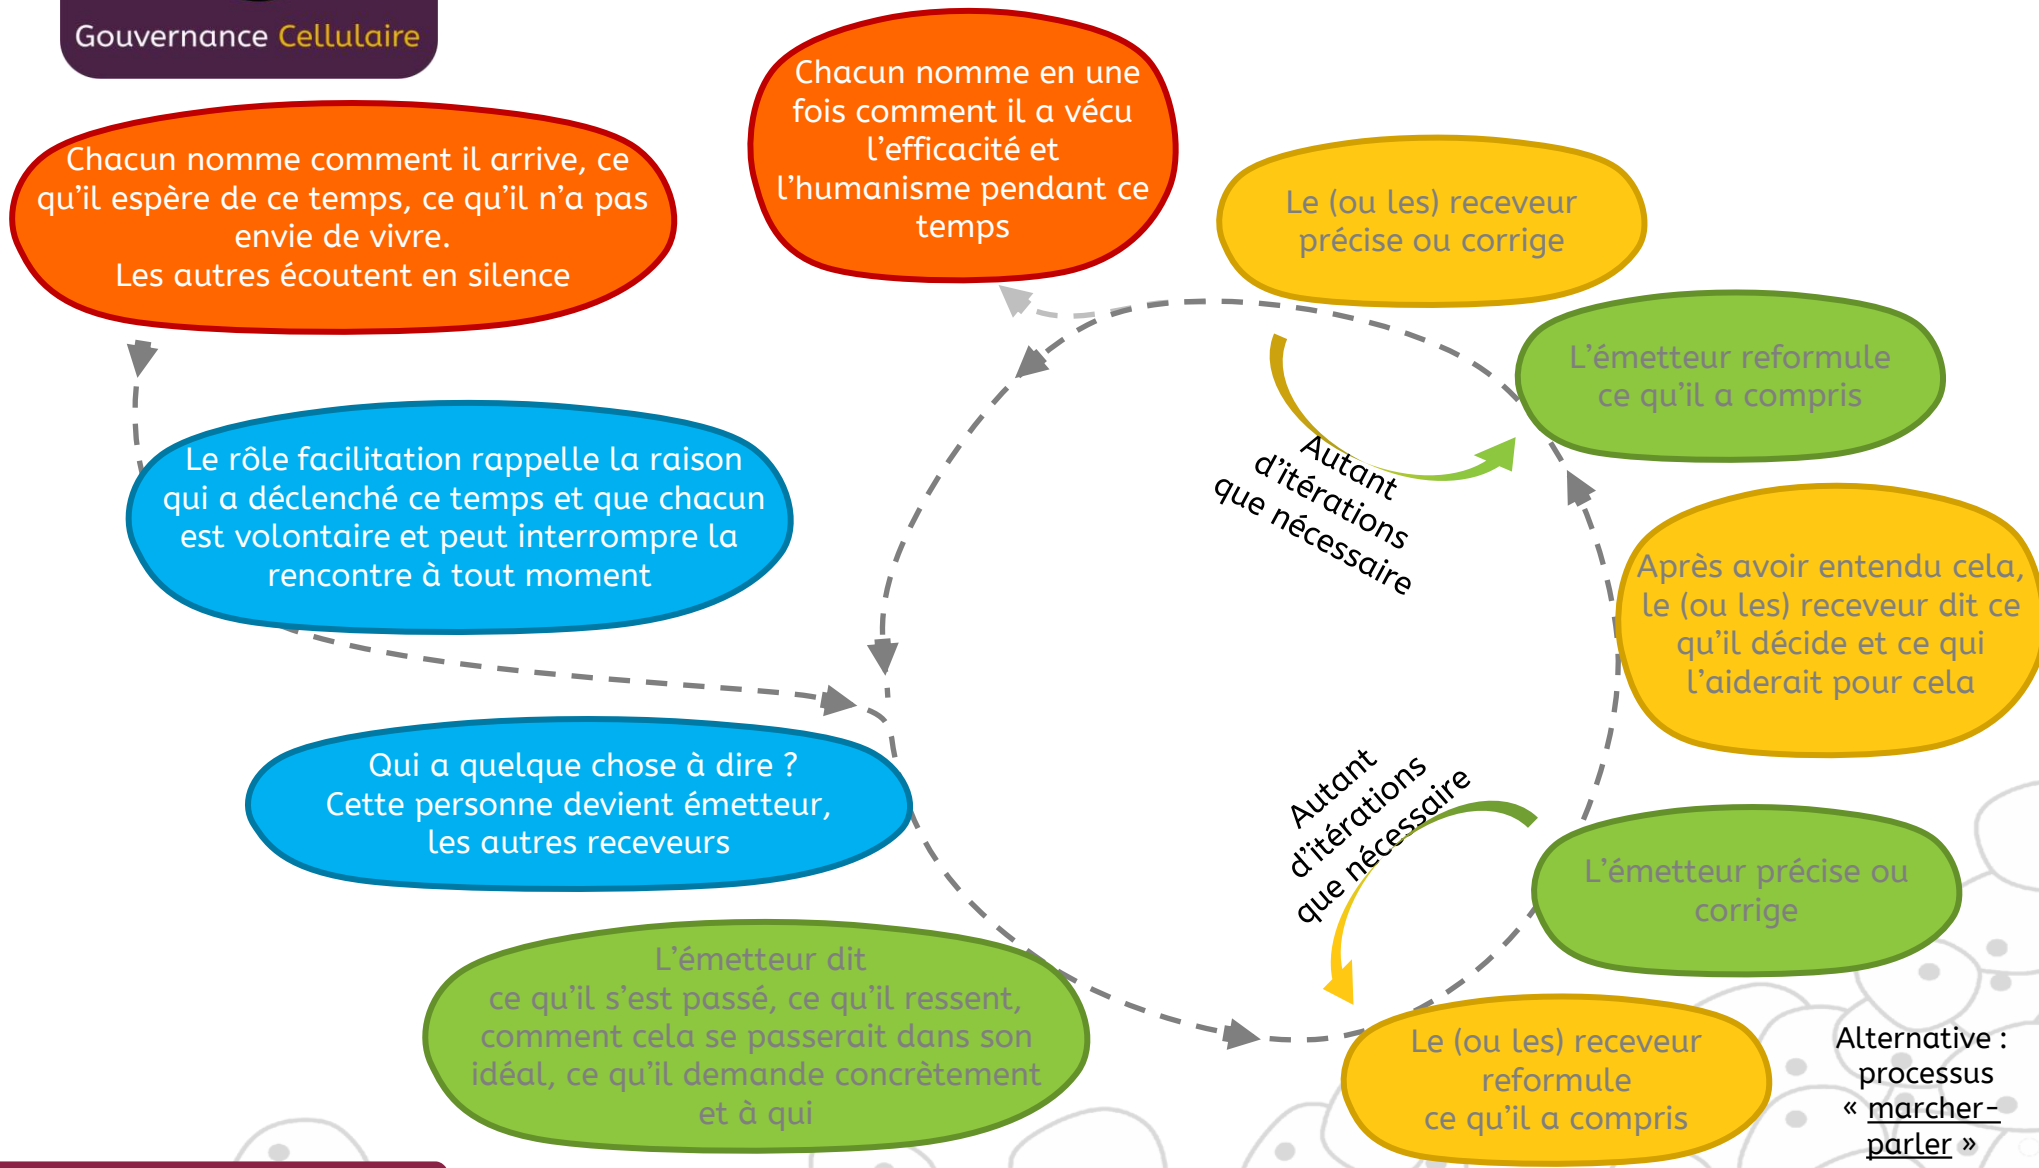 Gouvernance Cellulaire
Chacun nomme comment il arrive, ce
qu'il espère de ce temps, ce qu'il n'a pas
envie de vivre.
Les autres écoutent en silence
Le rôle facilitation rappelle la raison
qui a déclenché ce temps et que chacun
est volontaire et peut interrompre la
rencontre à tout moment
Qui a quelque chose à dire ?
Cette personne devient émetteur,
les autres receveurs
L'émetteur dit
ce qu'il s'est passé, ce qu'il ressent,
comment cela se passerait dans son
idéal, ce qu'il demande concrètement
et à qui
Le (ou les) receveur
reformule
ce qu'il a compris
L'émetteur précise ou
corrige
Autant
d'itérations
que nécessaire
Après avoir entendu cela,
le (ou les) receveur dit ce
qu'il décide et ce qui
l'aiderait pour cela
L'émetteur reformule
ce qu'il a compris
Le (ou les) receveur
précise ou corrige
Autant
d'itérations
que nécessaire
Chacun nomme en une
fois comment il a vécu
l'efficacité et
l'humanisme pendant ce
temps
Alternative :
processus
« marcher-
parler »